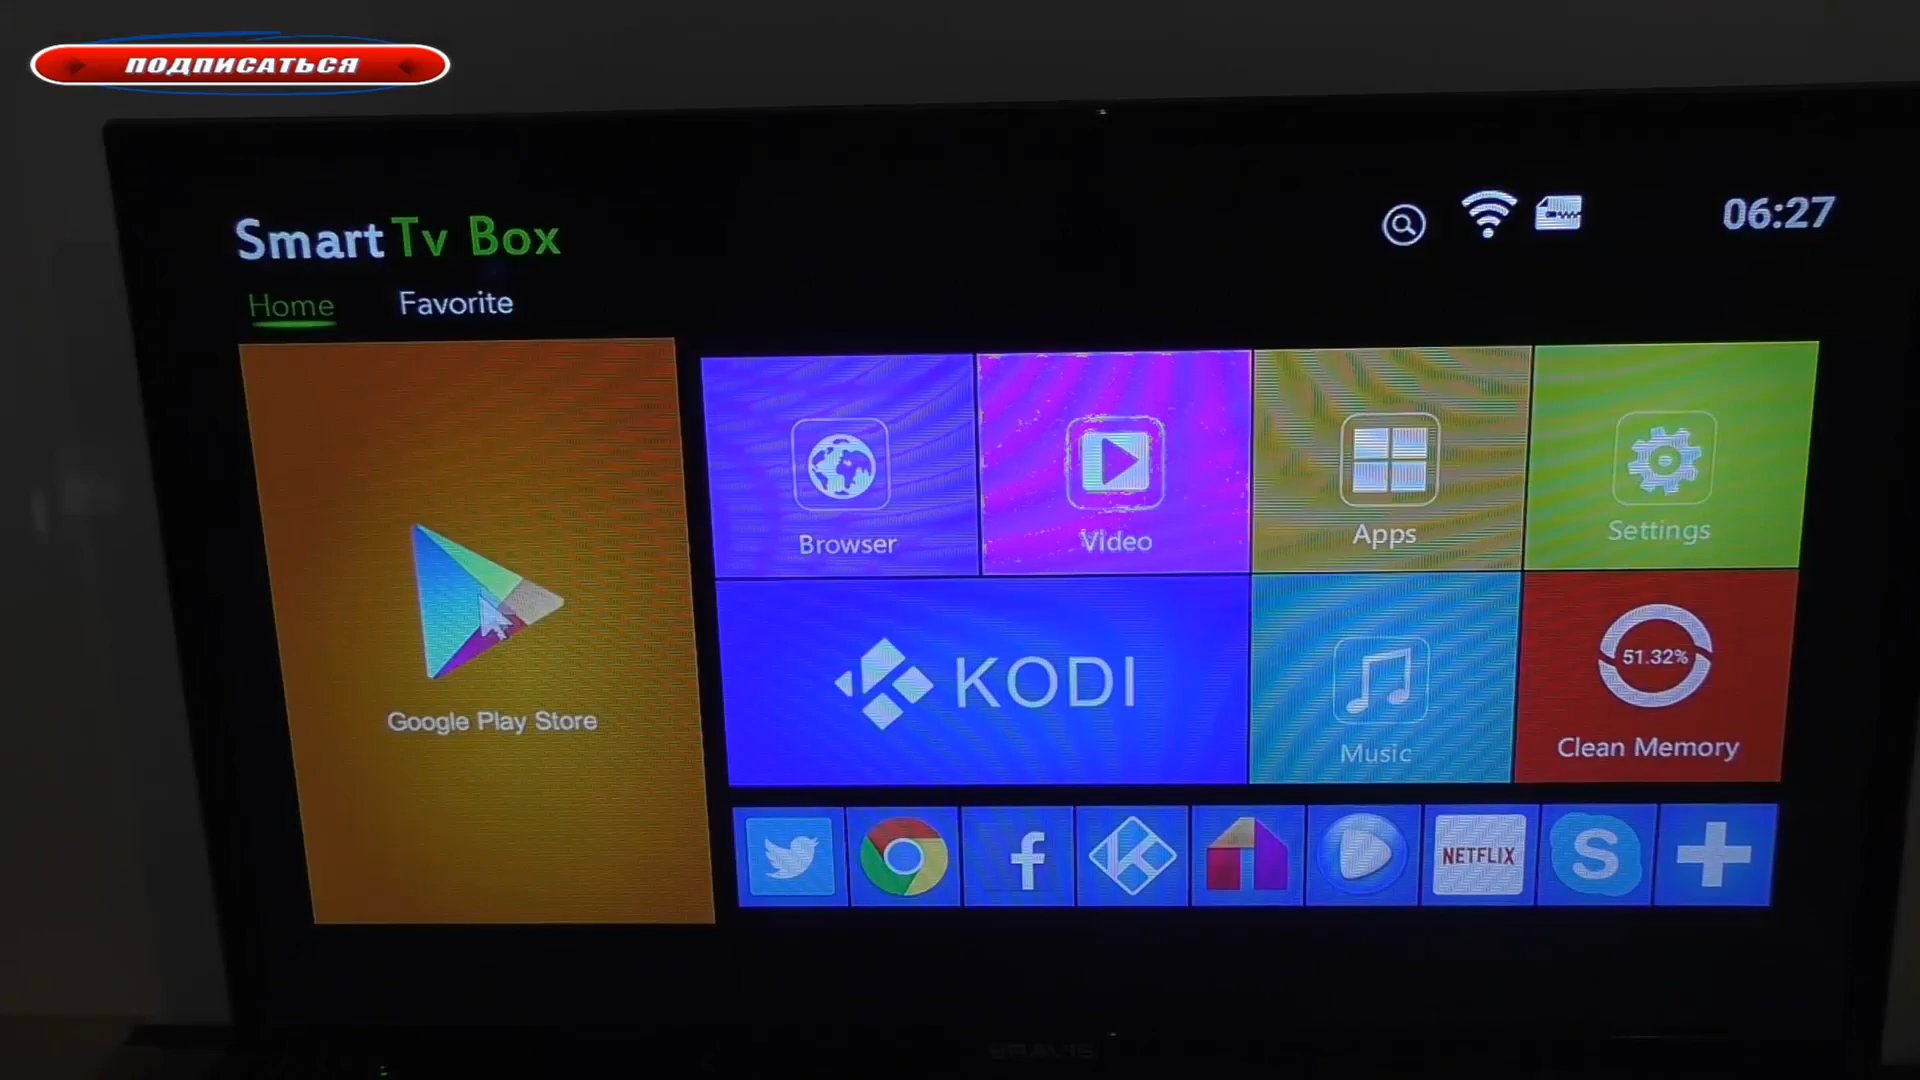 ПОДПИСАТЬСЯ
Smart Tv Box
06:27
Home
Favorite
Browser
Video
Apps
Settings
Google Play Store
KODI
Music
51.32%
Clean Memory
NETFLIX
BRAVIS